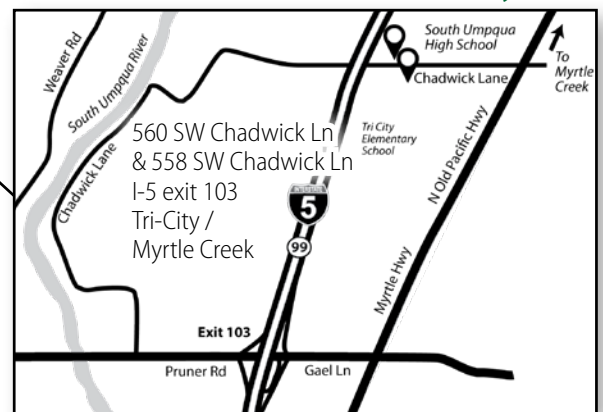 Weaver Rd
South Umpqua River
South Umpqua
High School
To
Myrtle
Creek
Chadwick Lane
Chadwick Lane
560 SW Chadwick Ln
& 558 SW Chadwick Ln
I-5 exit 103
Tri-City /
Myrtle Creek
Tri City
Elementary
School
N Old Pacific Hwy
INTERSTATE
5
99
Myrtle Hwy
Exit 103
Pruner Rd
Gael Ln